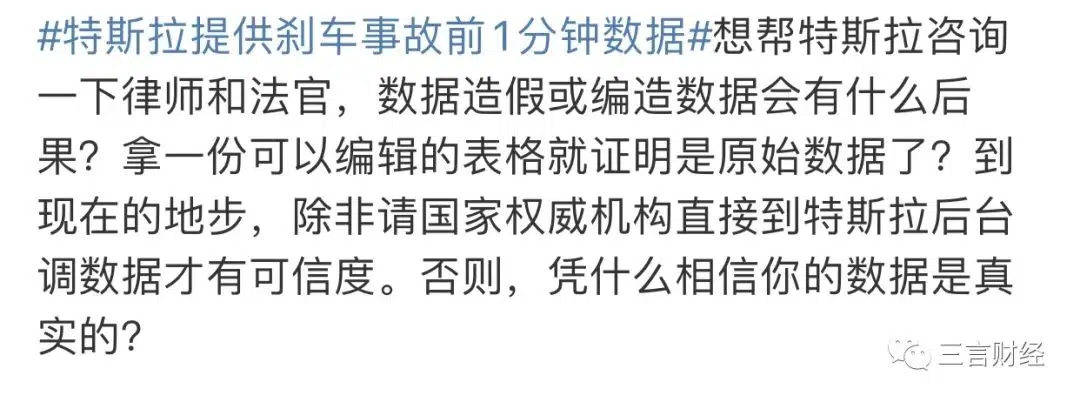 #特斯拉提供刹车事故前1分钟数据#想帮特斯拉咨询
一下律师和法官，数据造假或编造数据会有什么后
果？拿一份可以编辑的表格就证明是原始数据了？到
现在的地步，除非请国家权威机构直接到特斯拉后台
调数据才有可信度。否则，凭什么相信你的数据是真
实的？
三言财经